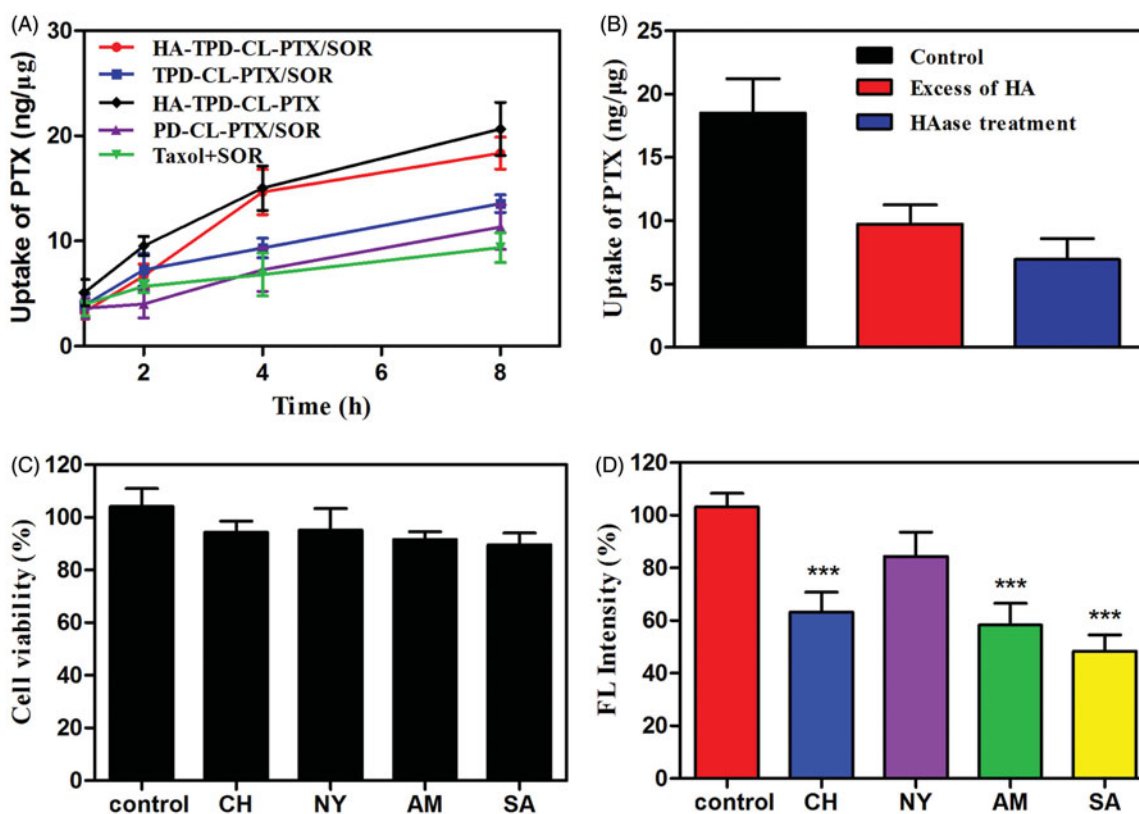 (A)
30
20
10
0
Uptake of PTX (ng/µg)
HA-TPD-CL-PTX/SOR
TPD-CL-PTX/SOR
HA-TPD-CL-PTX
PD-CL-PTX/SOR
Taxol+SOR
2 4 6 8
Time (h)
(B)
25
20
15
10
5
0
Uptake of PTX (ng/µg)
Control
Excess of HA
HAase treatment
(C)
120
100
80
60
40
20
0
Cell viability (%)
control CH NY AM SA
(D)
120
100
80
60
40
20
0
FL Intensity (%)
***
***
***
control CH NY AM SA